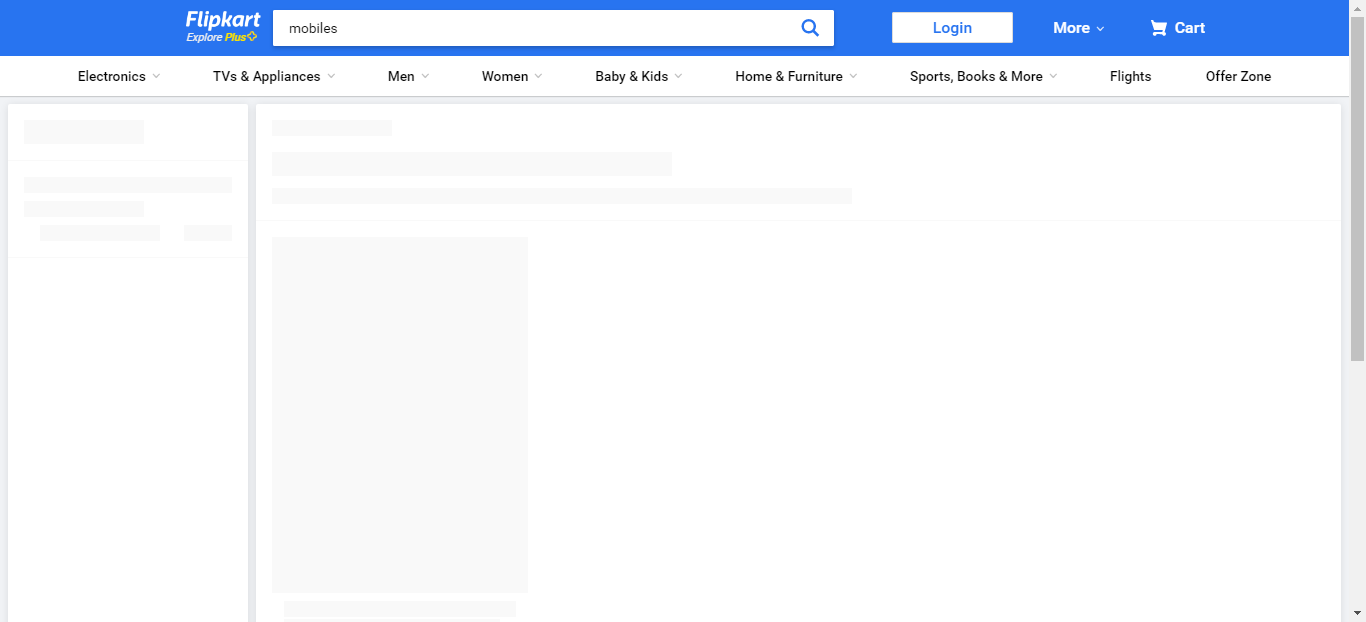 Flipkart
Explore Plus
mobiles
Login
More
Cart
Electronics
TVs & Appliances
Men
Women
Baby & Kids
Home & Furniture
Sports, Books & More
Flights
Offer Zone